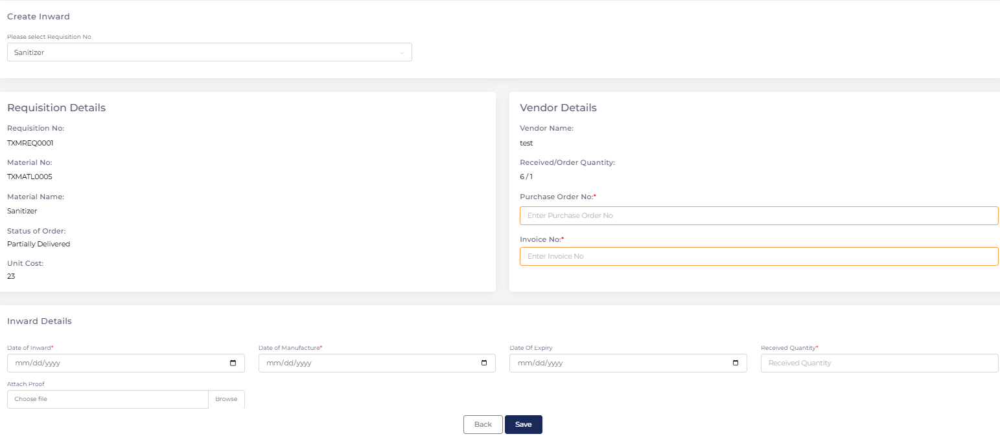 Create Inward
Please select Requisition No
Sanitizer
Requisition Details
Requisition No:
TXMREQ0001
Material No:
TXMATL0005
Material Name:
Sanitizer
Status of Order:
Partially Delivered
Unit Cost:
23
Vendor Details
Vendor Name:
test
Received/Order Quantity:
6 / 1
Purchase Order No:*
Enter Purchase Order No
Invoice No:*
Enter Invoice No
Inward Details
Date of Inward*
mm/dd/yyyy
Date of Manufacture*
mm/dd/yyyy
Date Of Expiry
mm/dd/yyyy
Received Quantity*
Received Quantity
Attach Proof
Choose file Browse
Back Save